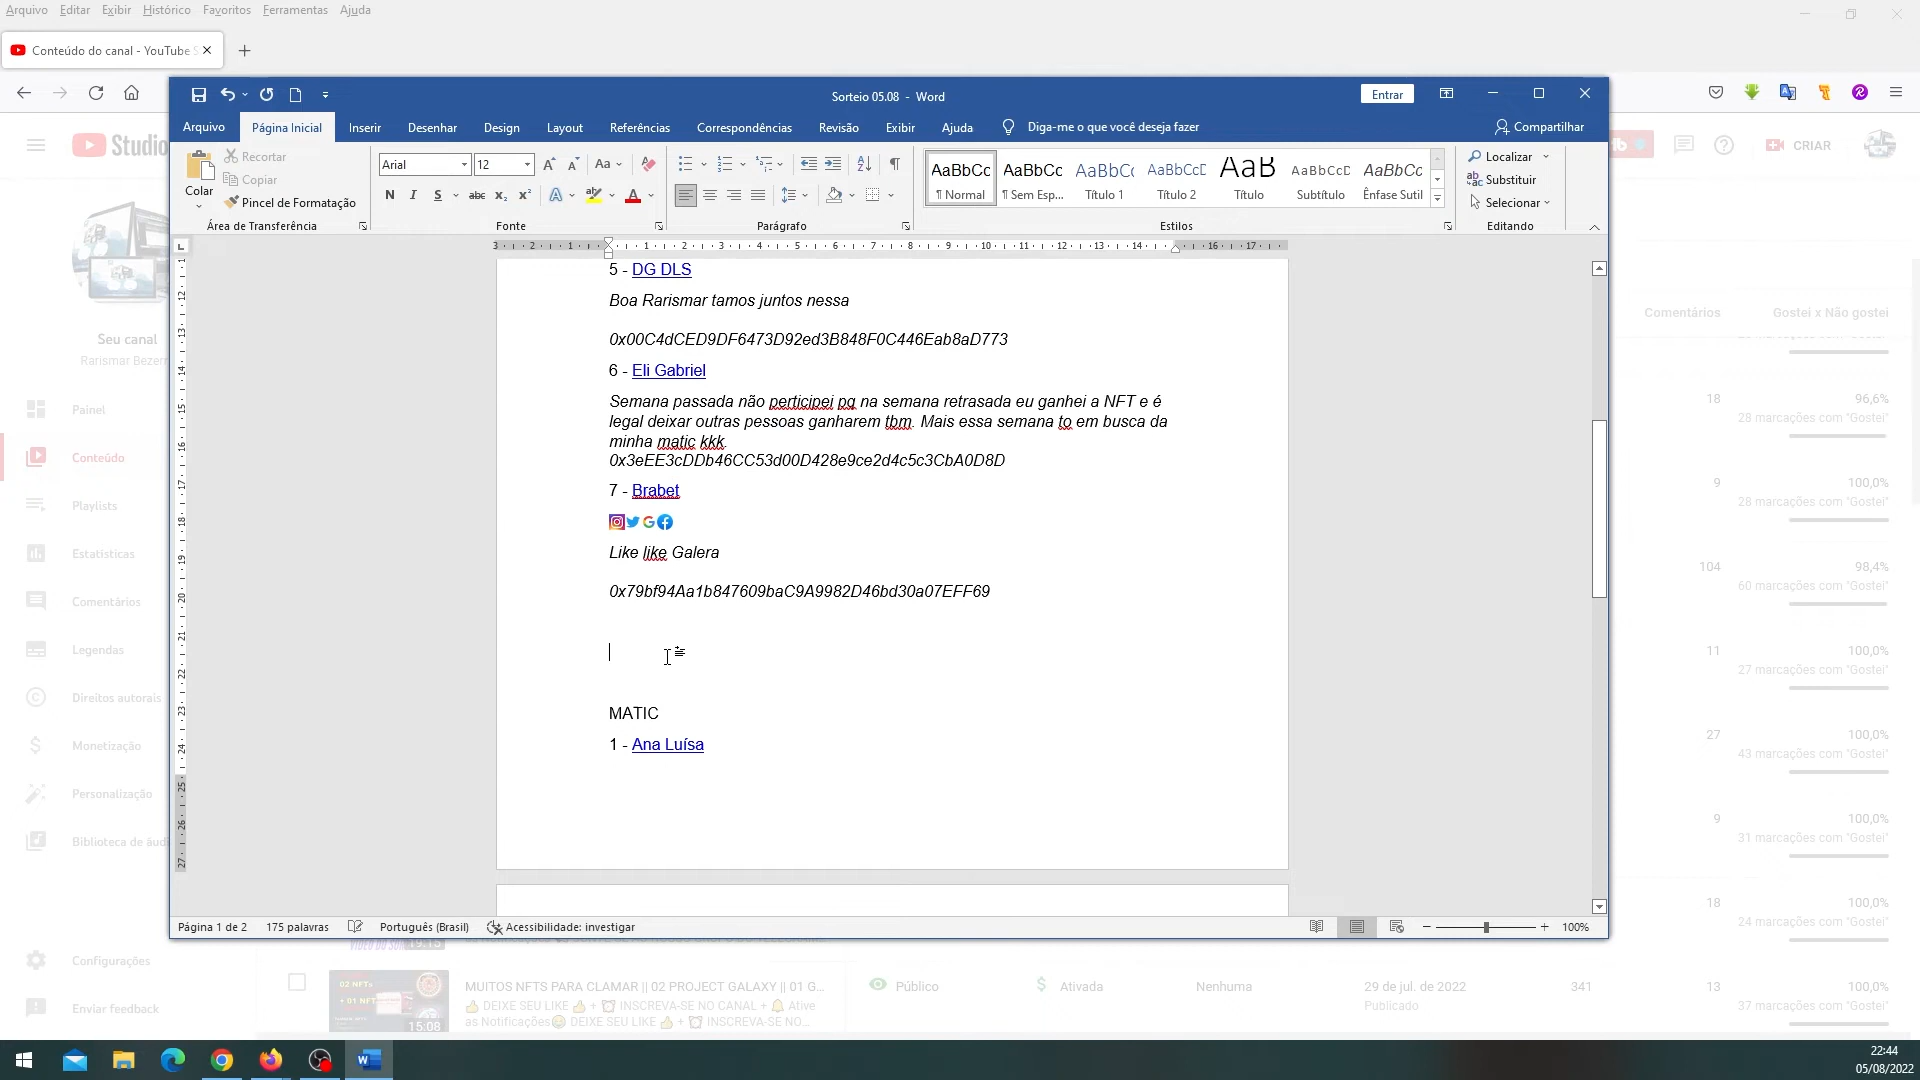 Arquivo Editar Exibir Histórico Favoritos Ferramentas Ajuda
Conteúdo do canal - YouTube S
Sorteio 05.08 - Word
Entrar
Arquivo Página Inicial Inserir Desenhar Design Layout Referências Correspondências Revisão Exibir Ajuda Diga-me o que você deseja fazer Compartilhar
Studio
CRIAR
Colar
Recortar
Copiar
Pincel de Formatação
Área de Transferência
Arial 12
N I S abc x₂ x²
Fonte
Parágrafo
AaBbCc AaBbCc AaBbCc AaBbCcD AaB AaBbCcD AaBbCc
¶ Normal ¶ Sem Esp... Título 1 Título 2 Título Subtítulo Ênfase Sutil
Estilos
Localizar
Substituir
Selecionar
Editando
5 - DG DLS
Boa Rarismar tamos juntos nessa
0x00C4dCED9DF6473D92ed3B848F0C446Eab8aD773
6 - Eli Gabriel
Semana passada não perticipei pq na semana retrasada eu ganhei a NFT e é
legal deixar outras pessoas ganharem tbm. Mais essa semana to em busca da
minha matic kkk.
0x3eEE3cDDb46CC53d00D428e9ce2d4c5c3CbA0D8D
7 - Brabet
Like like Galera
0x79bf94Aa1b847609baC9A9982D46bd30a07EFF69
MATIC
1 - Ana Luísa
Página 1 de 2 175 palavras Português (Brasil) Acessibilidade: investigar 100%
Seu canal
Rarismar Bezerr
Painel
Conteúdo
Playlists
Estatísticas
Comentários
Legendas
Direitos autorais
Monetização
Personalização
Biblioteca de áudi
Configurações
Enviar feedback
Comentários Gostei x Não gostei
18 96,6%
28 marcações com "Gostei"
9 100,0%
28 marcações com "Gostei"
104 98,4%
60 marcações com "Gostei"
11 100,0%
27 marcações com "Gostei"
27 100,0%
43 marcações com "Gostei"
9 100,0%
31 marcações com "Gostei"
18 100,0%
24 marcações com "Gostei"
19:15
MUITOS NFTS PARA CLAMAR || 02 PROJECT GALAXY || 01 G...
👍 DEIXE SEU LIKE 👍 + ⏰ INSCREVA-SE NO CANAL + 🔔 Ative
as Notificações😉 DEIXE SEU LIKE 👍 + ⏰ INSCREVA-SE NO...
15:08
Público Ativada Nenhuma 29 de jul. de 2022 341 13 100,0%
Publicado 37 marcações com "Gostei"
22:44
05/08/2022